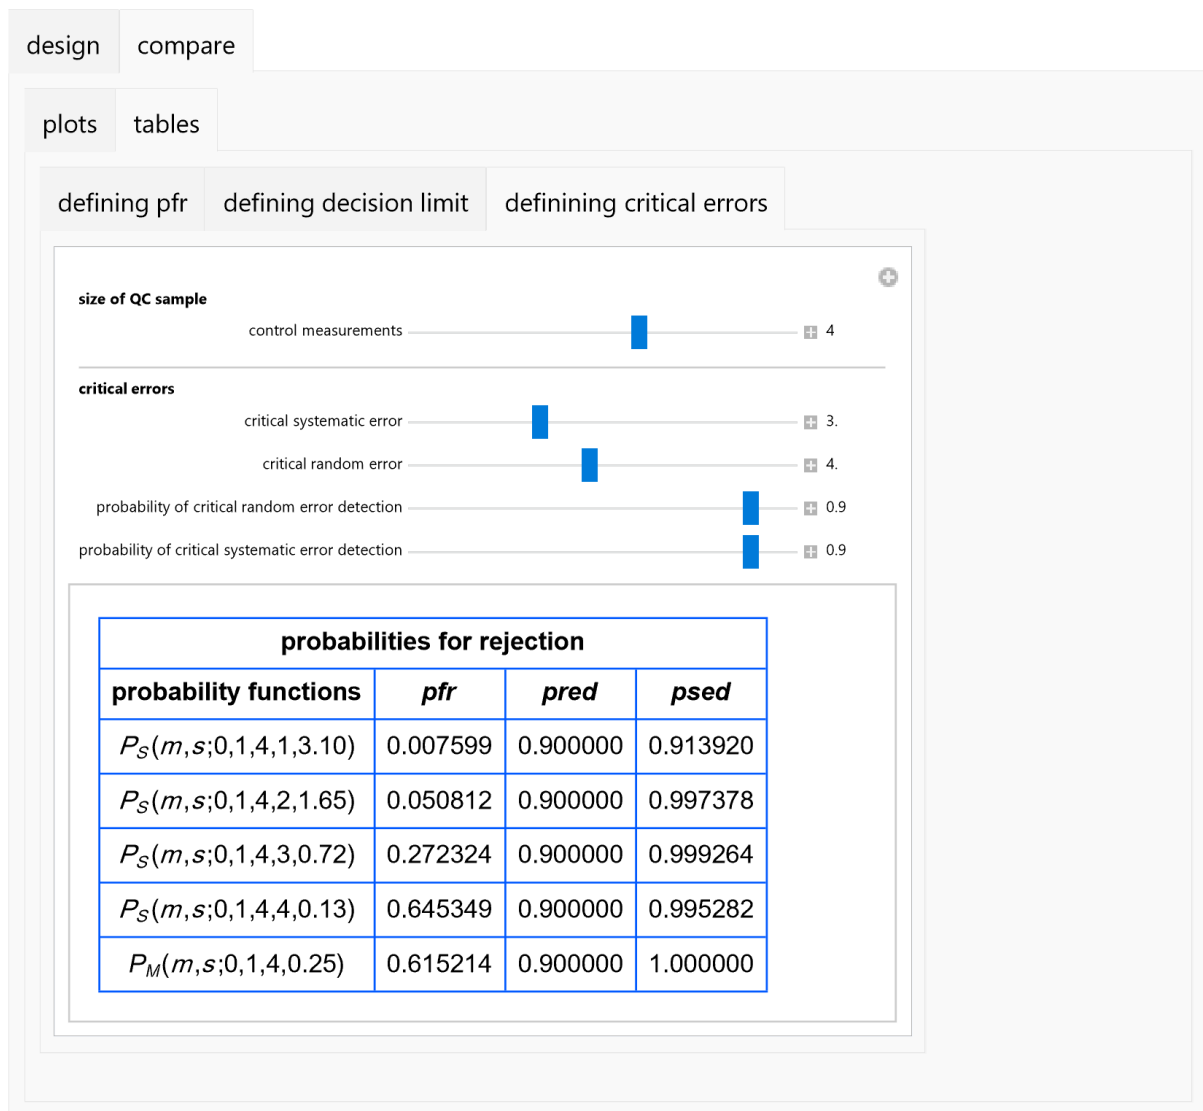 design compare
plots tables
defining pfr defining decision limit definining critical errors
size of QC sample
control measurements 4
critical errors
critical systematic error 3.
critical random error 4.
probability of critical random error detection 0.9
probability of critical systematic error detection 0.9
probabilities for rejection
probability functions pfr pred psed
P_S(m,s;0,1,4,1,3.10) 0.007599 0.900000 0.913920
P_S(m,s;0,1,4,2,1.65) 0.050812 0.900000 0.997378
P_S(m,s;0,1,4,3,0.72) 0.272324 0.900000 0.999264
P_S(m,s;0,1,4,4,0.13) 0.645349 0.900000 0.995282
P_M(m,s;0,1,4,0.25) 0.615214 0.900000 1.000000